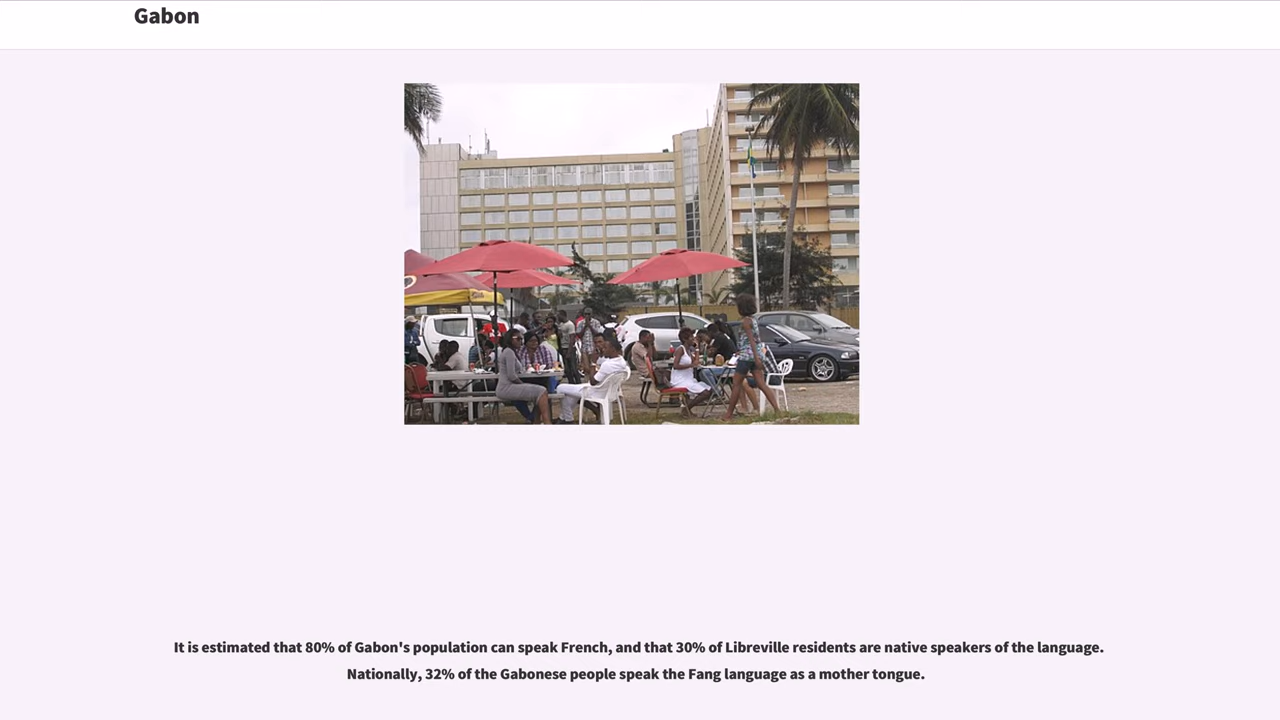 Gabon
It is estimated that 80% of Gabon's population can speak French, and that 30% of Libreville residents are native speakers of the language.
Nationally, 32% of the Gabonese people speak the Fang language as a mother tongue.